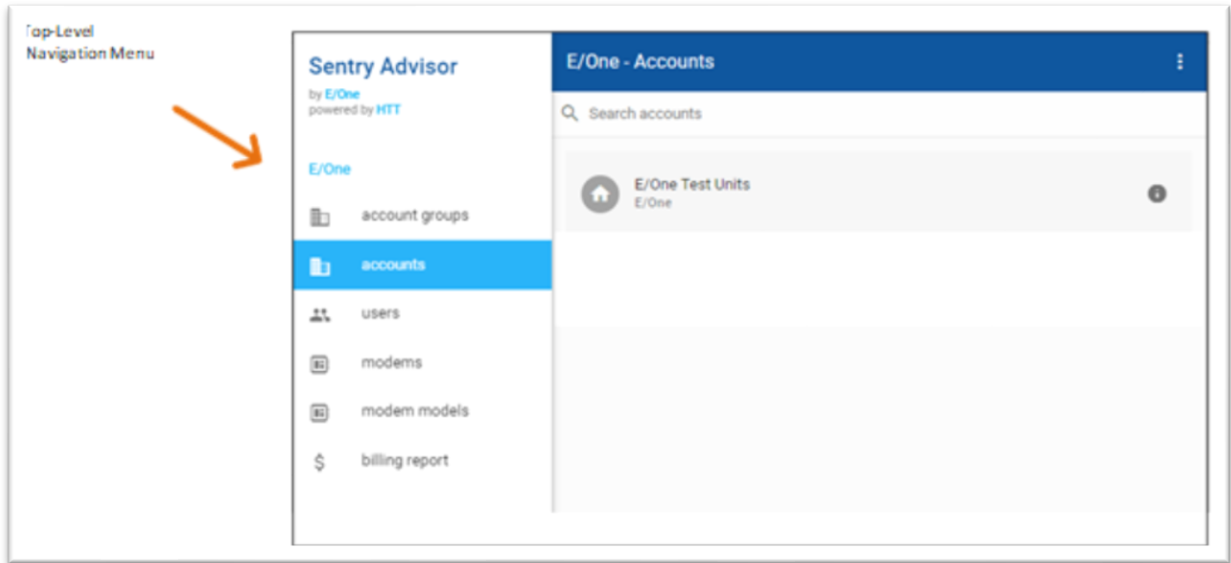 Top-Level
Navigation Menu
Sentry Advisor
by E/One
powered by HTT
E/One
account groups
accounts
users
modems
modem models
billing report
E/One - Accounts
Search accounts
E/One Test Units
E/One